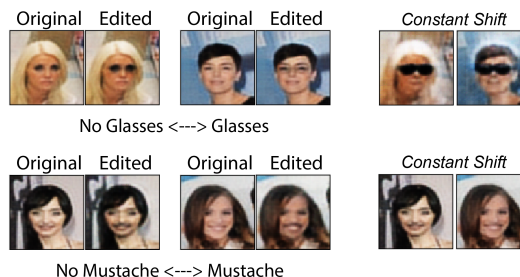 Original Edited Original Edited Constant Shift
No Glasses <---> Glasses
Original Edited Original Edited Constant Shift
No Mustache <---> Mustache